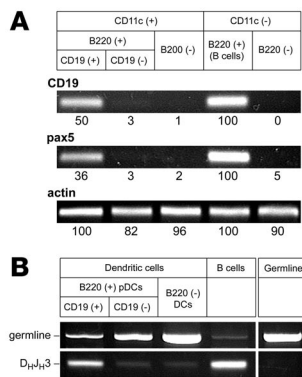 A
CD11c (+) CD11c (-)
B220 (+) B200 (-) B220 (+) (B cells) B220 (-)
CD19 (+) CD19 (-)
CD19
50 3 1 100 0
pax5
36 3 2 100 5
actin
100 82 96 100 90
B
Dendritic cells B cells Germline
B220 (+) pDCs B220 (-) DCs
CD19 (+) CD19 (-)
germline
DHJH3